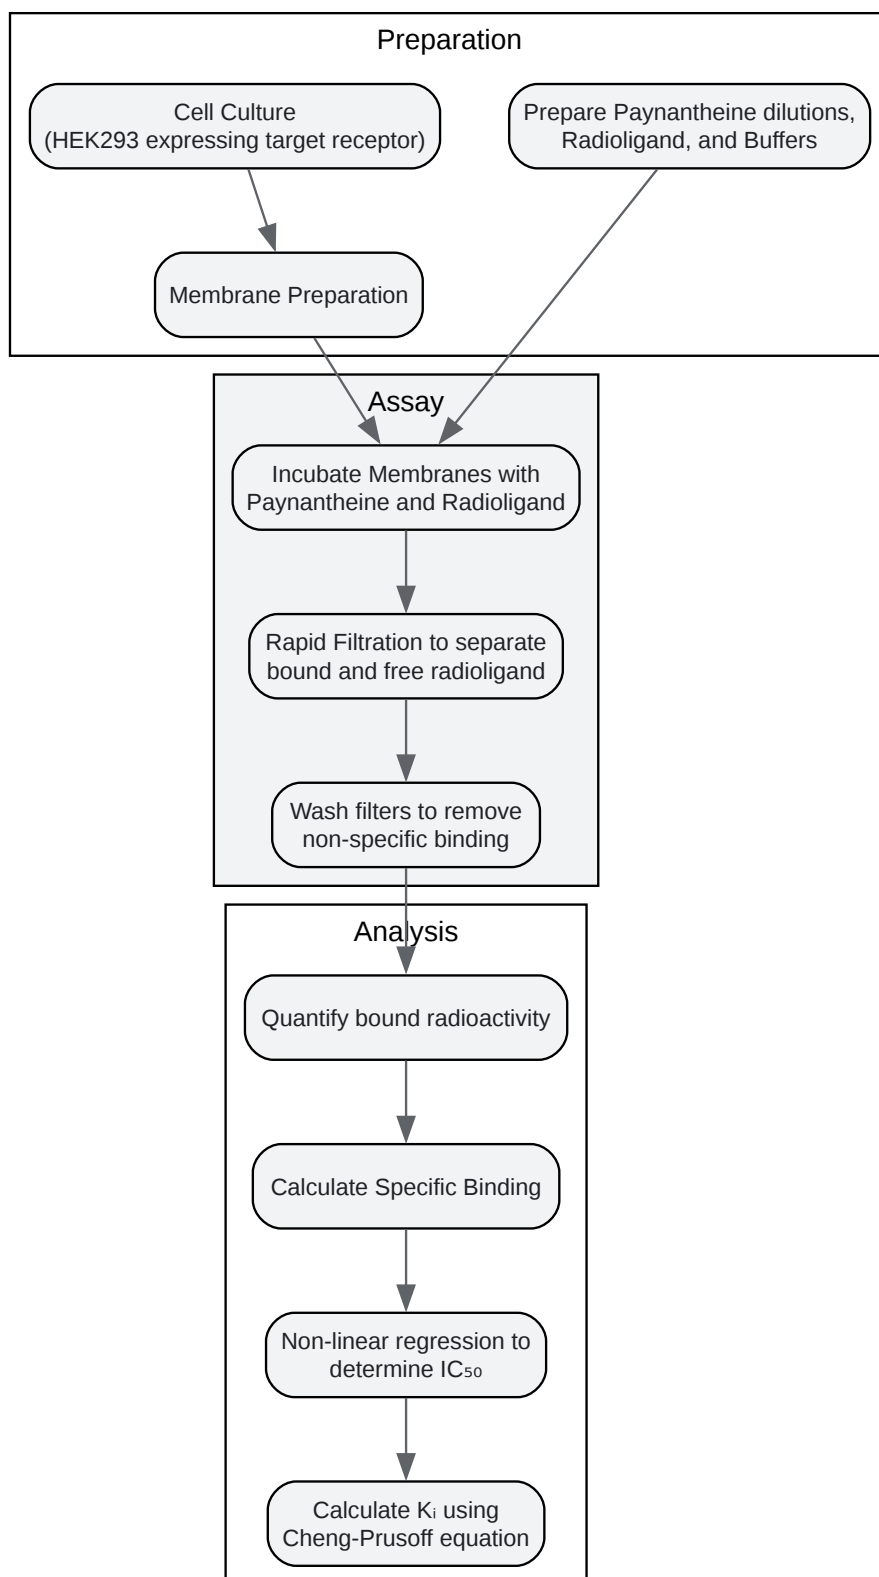 Preparation
Cell Culture
(HEK293 expressing target receptor)
Prepare Paynantheine dilutions,
Radioligand, and Buffers
Membrane Preparation
Assay
Incubate Membranes with
Paynantheine and Radioligand
Rapid Filtration to separate
bound and free radioligand
Wash filters to remove
non-specific binding
Analysis
Quantify bound radioactivity
Calculate Specific Binding
Non-linear regression to
determine IC₅₀
Calculate Kᵢ using
Cheng-Prusoff equation